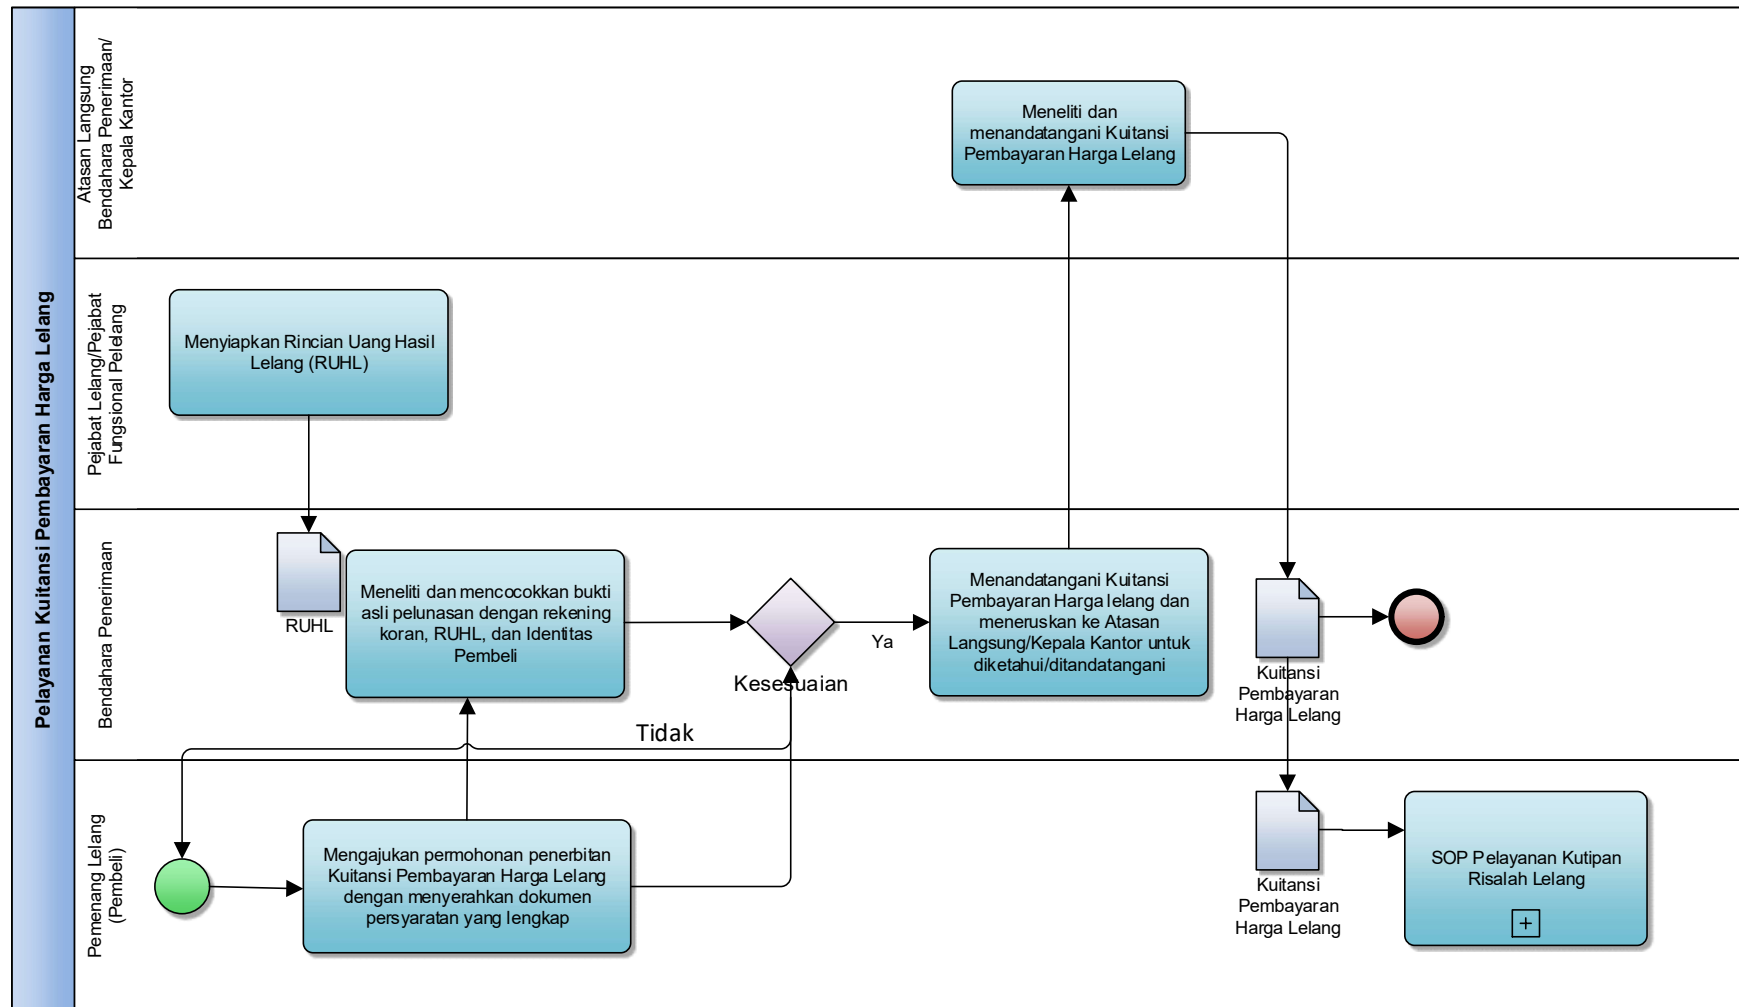 Pelayanan Kuitansi Pembayaran Harga Lelang
Atasan Langsung
Bendahara Penerimaan/
Kepala Kantor
Meneliti dan
menandatangani Kuitansi
Pembayaran Harga Lelang
Pejabat Lelang/Pejabat
Fungsional Pelelang
Menyiapkan Rincian Uang Hasil
Lelang (RUHL)
Bendahara Penerimaan
RUHL
Meneliti dan mencocokkan bukti
asli pelunasan dengan rekening
koran, RUHL, dan Identitas
Pembeli
Kesesuaian
Ya
Tidak
Menandatangani Kuitansi
Pembayaran Harga lelang dan
meneruskan ke Atasan
Langsung/Kepala Kantor untuk
diketahui/ditandatangani
Kuitansi
Pembayaran
Harga Lelang
Pemenang Lelang
(Pembeli)
Mengajukan permohonan penerbitan
Kuitansi Pembayaran Harga Lelang
dengan menyerahkan dokumen
persyaratan yang lengkap
Kuitansi
Pembayaran
Harga Lelang
SOP Pelayanan Kutipan
Risalah Lelang